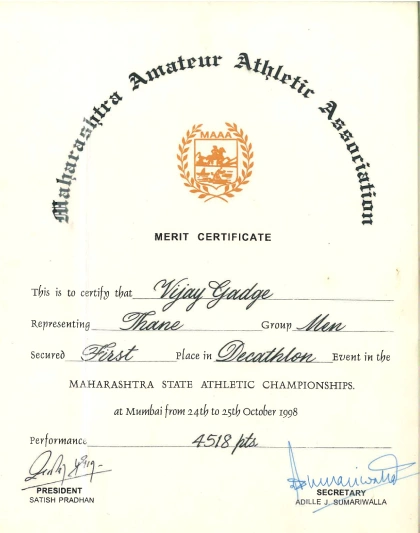 Maharashtra Amateur Athletic Association
MAAA
MERIT CERTIFICATE
This is to certify that Vijay Gadge
Representing Thane Group Men
Secured First Place in Decathlon Event in the
MAHARASHTRA STATE ATHLETIC CHAMPIONSHIPS.
at Mumbai from 24th to 25th October 1998
Performance 4518 pts.
PRESIDENT
SATISH PRADHAN
SECRETARY
ADILLE J. SUMARIWALLA